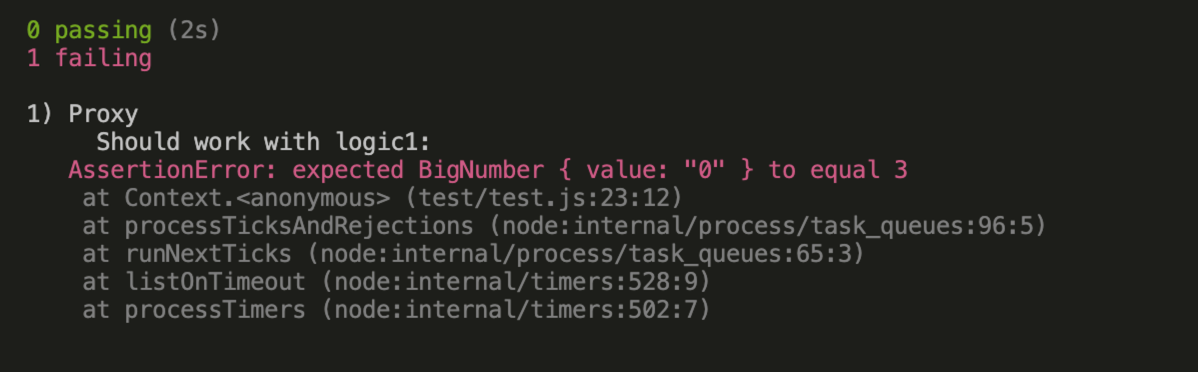 0 passing (2s)
1 failing
1) Proxy
Should work with logic1:
AssertionError: expected BigNumber { value: "0" } to equal 3
at Context.<anonymous> (test/test.js:23:12)
at processTicksAndRejections (node:internal/process/task_queues:96:5)
at runNextTicks (node:internal/process/task_queues:65:3)
at listOnTimeout (node:internal/timers:528:9)
at processTimers (node:internal/timers:502:7)